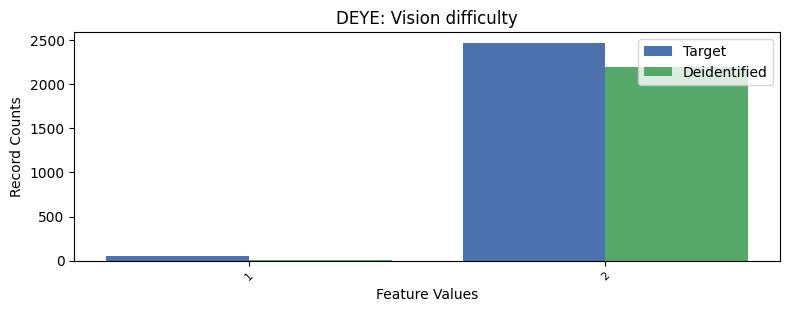 DEYE: Vision difficulty
Target
Deidentified
Record Counts
2500
2000
1500
1000
500
0
1
2
Feature Values